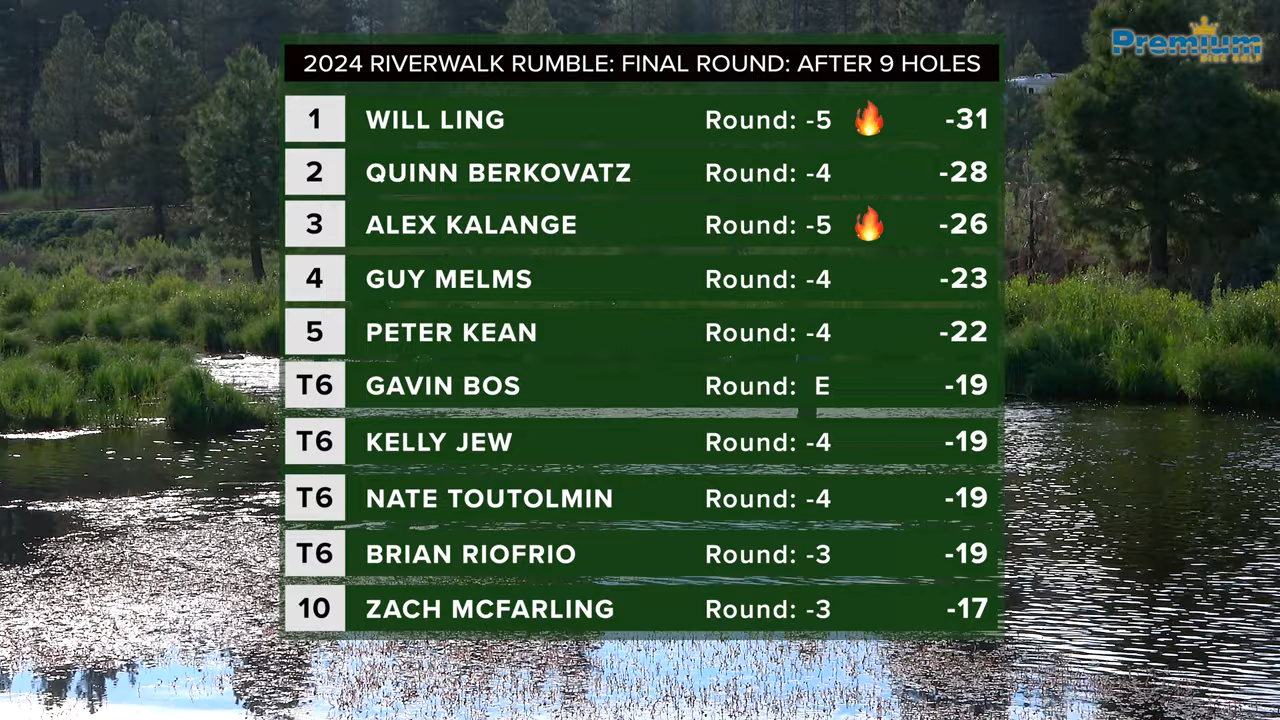 Premium
DISC GOLF
2024 RIVERWALK RUMBLE: FINAL ROUND: AFTER 9 HOLES
1 WILL LING Round: -5 🔥 -31
2 QUINN BERKOVATZ Round: -4 -28
3 ALEX KALANGE Round: -5 🔥 -26
4 GUY MELMS Round: -4 -23
5 PETER KEAN Round: -4 -22
T6 GAVIN BOS Round: E -19
T6 KELLY JEW Round: -4 -19
T6 NATE TOUTOLMIN Round: -4 -19
T6 BRIAN RIOFRIO Round: -3 -19
10 ZACH MCFARLING Round: -3 -17